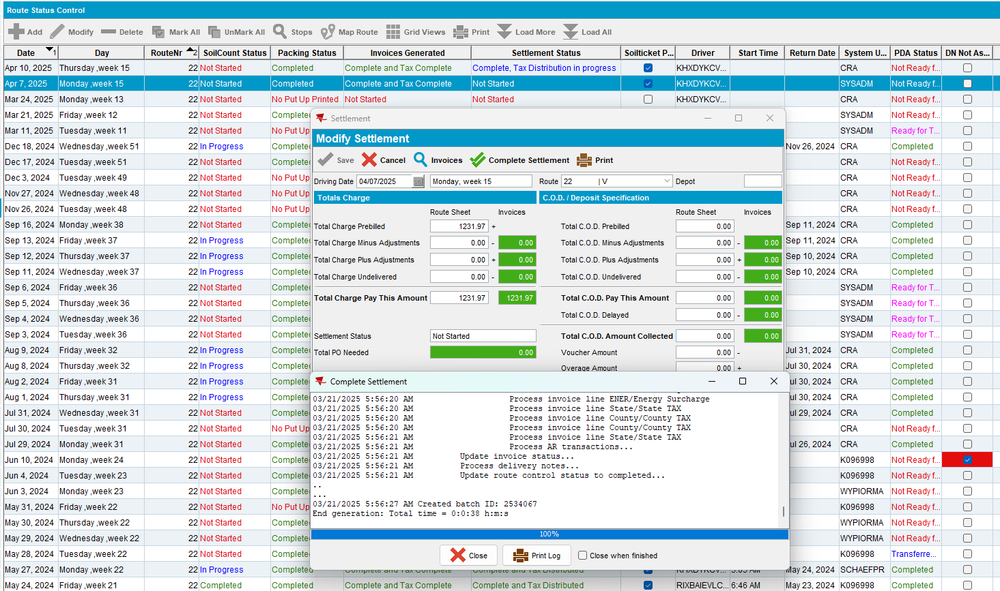 Route Status Control
Add Modify Delete Mark All UnMark All Stops Map Route Grid Views Print Load More Load All
Date 1 Day RouteNr 2 SoilCount Status Packing Status Invoices Generated Settlement Status Soilticket P... Driver Start Time Return Date System U... PDA Status DN Not As...
Apr 10, 2025 Thursday ,week 15 22 Not Started Completed Complete and Tax Complete Complete, Tax Distribution in progress KHXDYKCV... CRA Not Ready f...
Apr 7, 2025 Monday ,week 15 22 Not Started Completed Complete and Tax Complete Not Started KHXDYKCV... SYSADM Not Ready f...
Mar 24, 2025 Monday ,week 13 22 Not Started No Put Up Printed Not Started Not Started KHXDYKCV... CRA Not Ready f...
Mar 21, 2025 Friday ,week 12 22 Not Started Complete SYSADM Not Ready f...
Mar 11, 2025 Tuesday ,week 11 22 Not Started No Put Up SYSADM Ready for T...
Dec 18, 2024 Wednesday ,week 51 22 In Progress Complete Nov 26, 2024 CRA Completed
Dec 17, 2024 Tuesday ,week 51 22 Not Started Complete CRA Not Ready f...
Dec 3, 2024 Tuesday ,week 49 22 Not Started No Put Up CRA Not Ready f...
Nov 27, 2024 Wednesday ,week 48 22 Not Started No Put Up CRA Not Ready f...
Nov 26, 2024 Tuesday ,week 48 22 Not Started No Put Up CRA Not Ready f...
Sep 16, 2024 Monday ,week 38 22 Not Started Complete Sep 11, 2024 CRA Completed
Sep 13, 2024 Friday ,week 37 22 In Progress Complete Sep 11, 2024 CRA Completed
Sep 12, 2024 Thursday ,week 37 22 In Progress Complete Sep 10, 2024 CRA Completed
Sep 11, 2024 Wednesday ,week 37 22 In Progress Complete Sep 10, 2024 CRA Completed
Sep 6, 2024 Friday ,week 36 22 Not Started Complete SYSADM Ready for T...
Sep 5, 2024 Thursday ,week 36 22 Not Started Complete SYSADM Ready for T...
Sep 4, 2024 Wednesday ,week 36 22 Not Started Complete SYSADM Ready for T...
Sep 3, 2024 Tuesday ,week 36 22 Not Started Complete SYSADM Ready for T...
Aug 9, 2024 Friday ,week 32 22 In Progress Complete Jul 31, 2024 CRA Completed
Aug 8, 2024 Thursday ,week 32 22 In Progress Complete Jul 30, 2024 CRA Completed
Aug 2, 2024 Friday ,week 31 22 In Progress Complete Jul 30, 2024 CRA Completed
Aug 1, 2024 Thursday ,week 31 22 In Progress Complete Jul 30, 2024 CRA Completed
Jul 31, 2024 Wednesday ,week 31 22 Not Started Complete Jul 29, 2024 CRA Completed
Jul 30, 2024 Tuesday ,week 31 22 Not Started No Put Up CRA Not Ready f...
Jul 29, 2024 Monday ,week 31 22 Not Started Complete Jul 26, 2024 CRA Completed
Jun 10, 2024 Monday ,week 24 22 Not Started Complete K096998 Not Ready f...
Jun 4, 2024 Tuesday ,week 23 22 Not Started Complete K096998 Not Ready f...
Jun 3, 2024 Monday ,week 23 22 Not Started Complete WYPIORMA Not Ready f...
May 31, 2024 Friday ,week 22 22 Not Started No Put Up K096998 Not Ready f...
May 30, 2024 Thursday ,week 22 22 Not Started Complete WYPIORMA Not Ready f...
May 29, 2024 Wednesday ,week 22 22 Not Started Complete WYPIORMA Not Ready f...
May 28, 2024 Tuesday ,week 22 22 Not Started Complete K096998 Transferre...
May 27, 2024 Monday ,week 22 22 In Progress Complete May 24, 2024 SCHAEFPR Completed
May 24, 2024 Friday ,week 21 22 Completed Completed Complete and Tax Distributed Complete and Tax Distributed RIXBAIEVLC... 6:46 AM May 23, 2024 CRA Completed
Settlement
Modify Settlement
Save Cancel Invoices Complete Settlement Print
Driving Date 04/07/2025 16 Monday, week 15 Route 22 | V Depot
Totals Charge C.O.D. / Deposit Specification
Route Sheet Invoices Route Sheet Invoices
Total Charge Prebilled 1231.97 + Total C.O.D. Prebilled 0.00
Total Charge Minus Adjustments 0.00 - 0.00 Total C.O.D. Minus Adjustments 0.00 - 0.00
Total Charge Plus Adjustments 0.00 + 0.00 Total C.O.D. Plus Adjustments 0.00 + 0.00
Total Charge Undelivered 0.00 - 0.00 Total C.O.D. Undelivered 0.00 - 0.00
Total Charge Pay This Amount 1231.97 1231.97 Total C.O.D. Pay This Amount 0.00 0.00
Total C.O.D. Delayed 0.00 - 0.00
Settlement Status Not Started Total C.O.D. Amount Collected 0.00 0.00
Total PO Needed 0.00 Voucher Amount 0.00 -
Overage Amount 0.00 +
Complete Settlement
03/21/2025 5:56:20 AM Process invoice line ENER/Energy Surcharge
03/21/2025 5:56:20 AM Process invoice line State/State TAX
03/21/2025 5:56:20 AM Process invoice line County/County TAX
03/21/2025 5:56:20 AM Process invoice line County/County TAX
03/21/2025 5:56:21 AM Process invoice line State/State TAX
03/21/2025 5:56:21 AM Process AR transactions...
03/21/2025 5:56:21 AM Update invoice status...
03/21/2025 5:56:21 AM Process delivery notes...
03/21/2025 5:56:21 AM Update route control status to completed...
..
...
03/21/2025 5:56:27 AM Created batch ID: 2534067
End generation: Total time = 0:0:38 h:m:s
100%
Close Print Log Close when finished